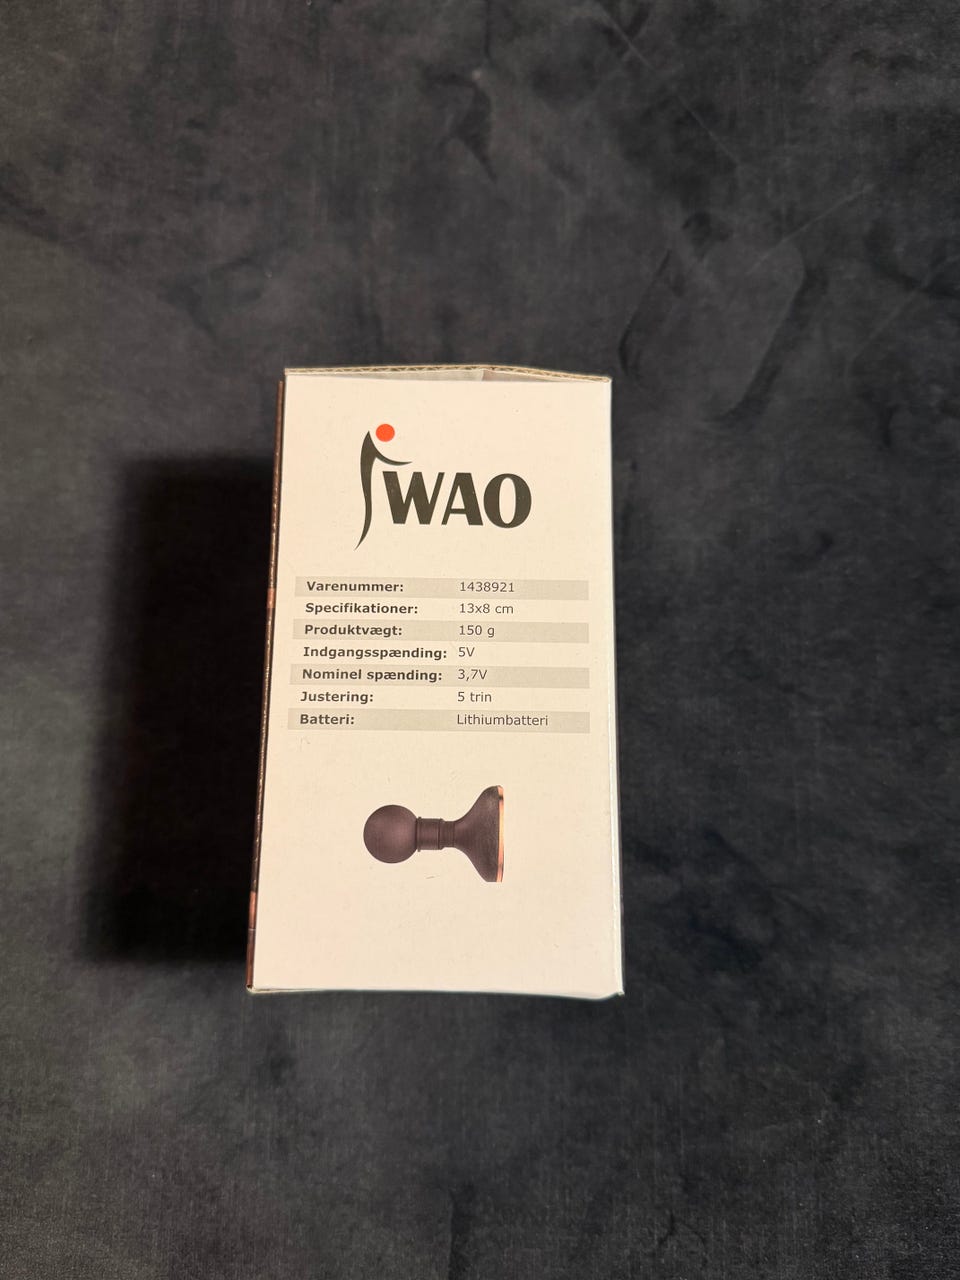 WAO
Varenummer: 1438921
Specifikationer: 13x8 cm
Produktvægt: 150 g
Indgangsspænding: 5V
Nominel spænding: 3,7V
Justering: 5 trin
Batteri: Lithiumbatteri